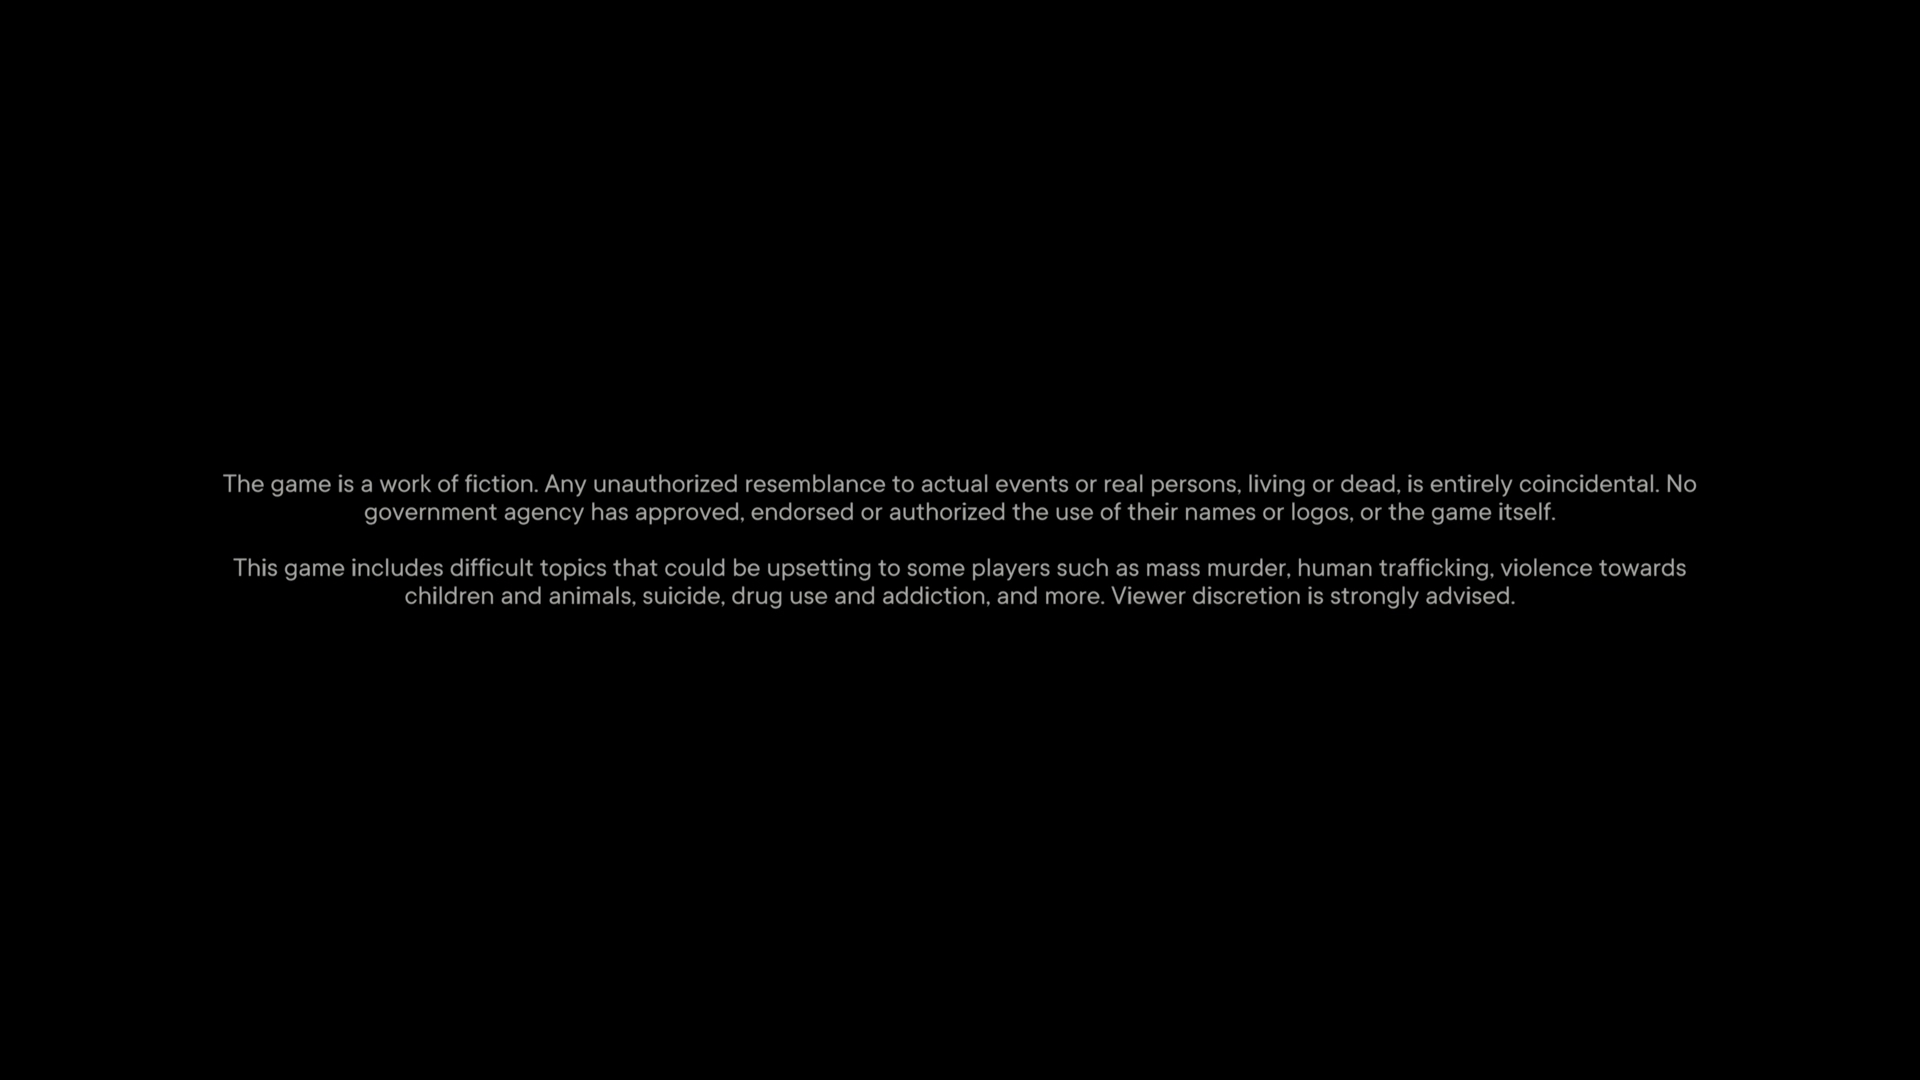 The game is a work of fiction. Any unauthorized resemblance to actual events or real persons, living or dead, is entirely coincidental. No
government agency has approved, endorsed or authorized the use of their names or logos, or the game itself.
This game includes difficult topics that could be upsetting to some players such as mass murder, human trafficking, violence towards
children and animals, suicide, drug use and addiction, and more. Viewer discretion is strongly advised.